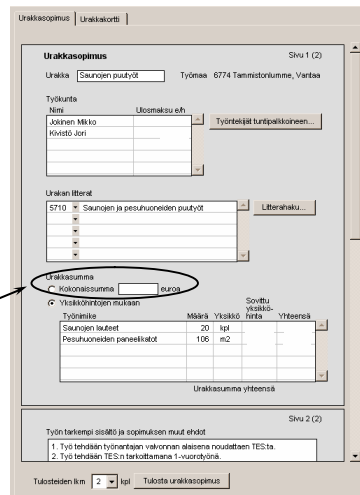 Urakkasopimus Urakkakortti
Urakkasopimus Sivu 1 (2)
Urakka Saunojen puutyöt Työmaa 6774 Tammistonlumme, Vantaa
Työkunta
Nimi Ulosmaksu e/h
Jokinen Mikko
Kivistö Jori
Työntekijät tuntipalkkoineen...
Urakan litterat
5710 Saunojen ja pesuhuoneiden puutyöt
Litterahaku...
Urakkasumma
Kokonaissumma euroa
Yksikköhintojen mukaan
Työnimike Määrä Yksikkö Sovittu yksikkö-hinta Yhteensä
Saunojen lauteet 20 kpl
Pesuhuoneiden paneelikatot 106 m2
Urakkasumma yhteensä
Sivu 2 (2)
Työn tarkempi sisältö ja sopimuksen muut ehdot
1. Työ tehdään työnantajan valvonnan alaisena noudattaen TES:ta.
2. Työ tehdään TES:n tarkoittamana 1-vuorotyönä.
Tulosteiden lkm 2 kpl Tulosta urakkasopimus